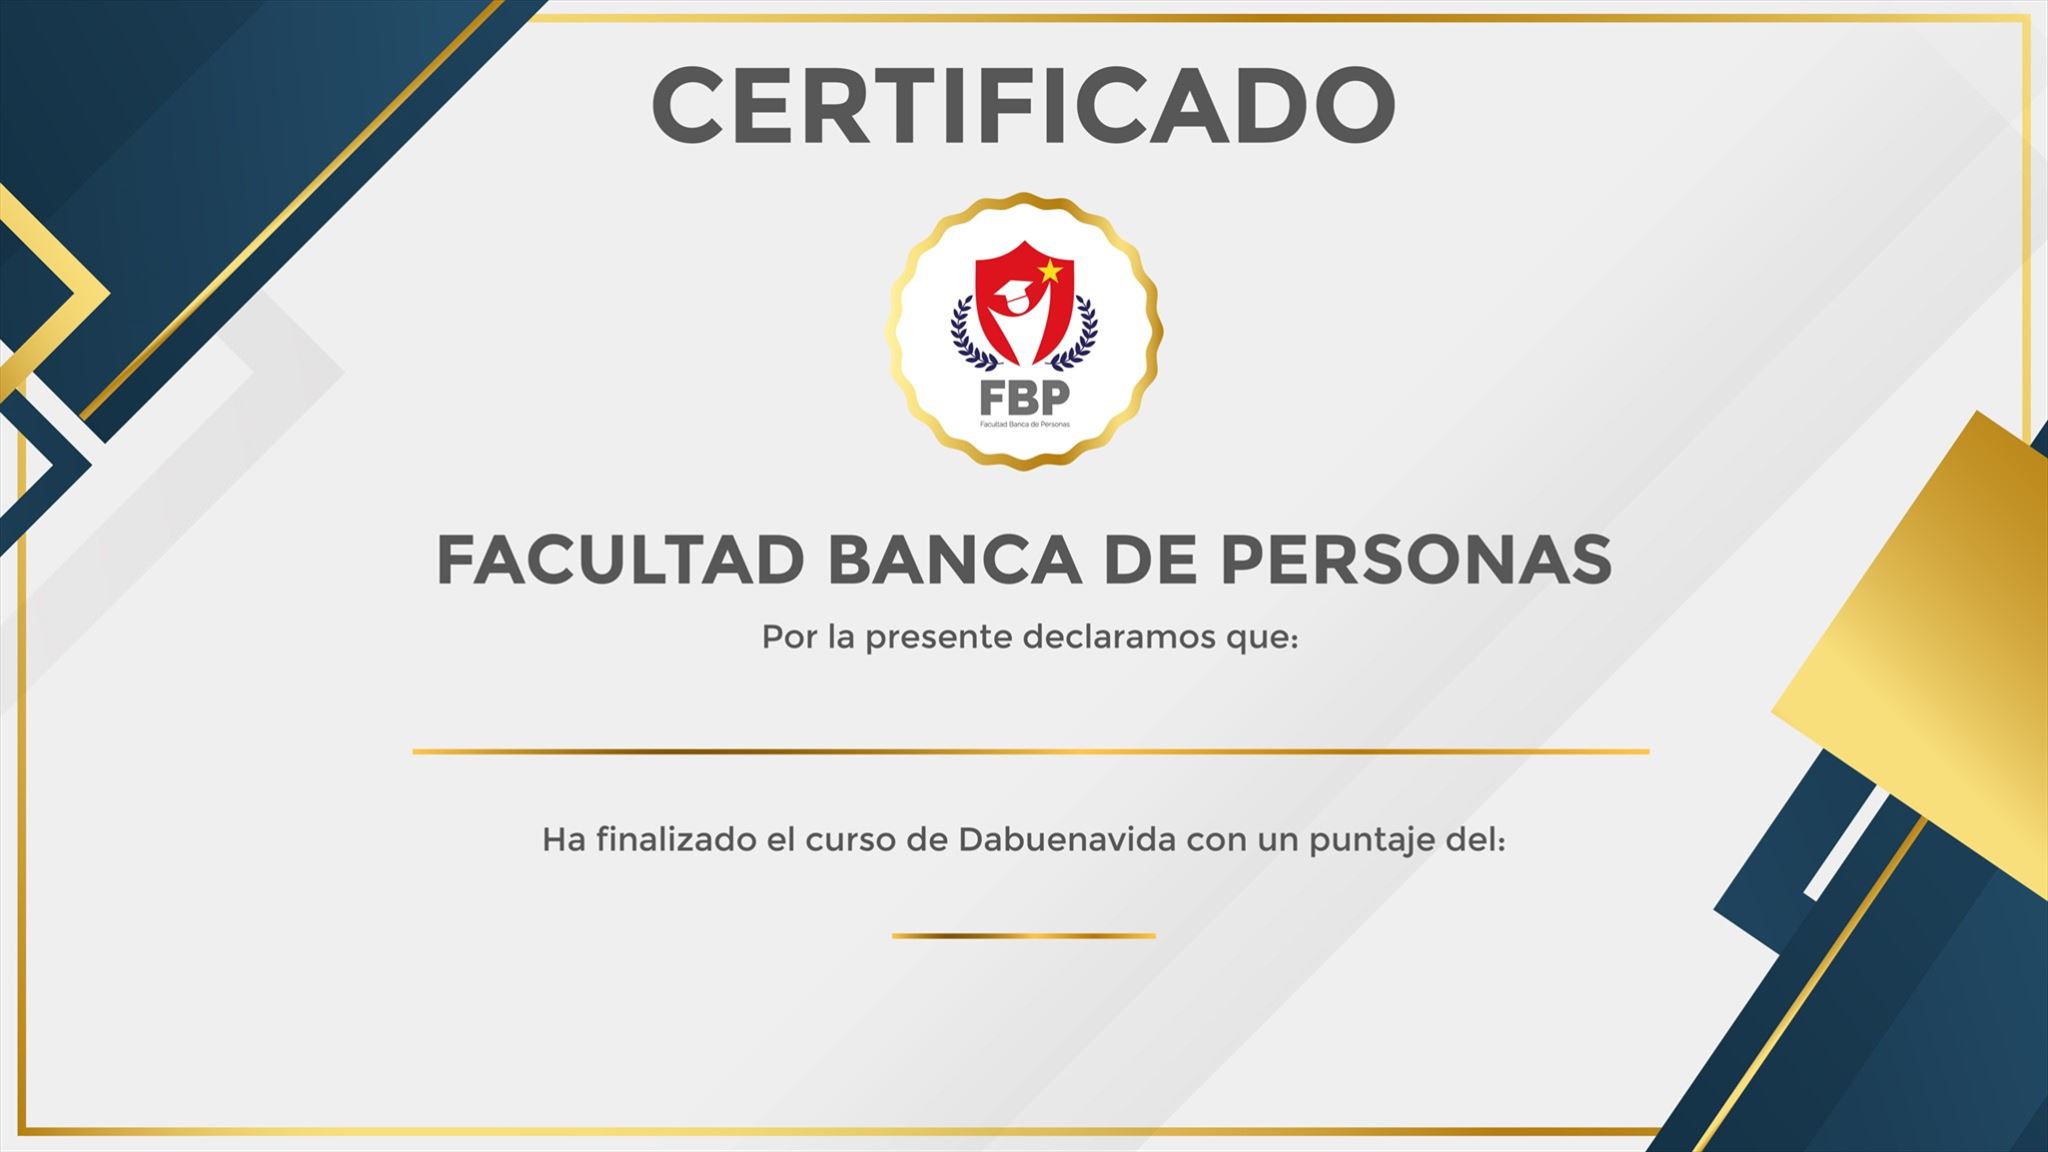 CERTIFICADO
FBP
Facultad Banca de Personas
FACULTAD BANCA DE PERSONAS
Por la presente declaramos que:
Ha finalizado el curso de Dabuenavida con un puntaje del: